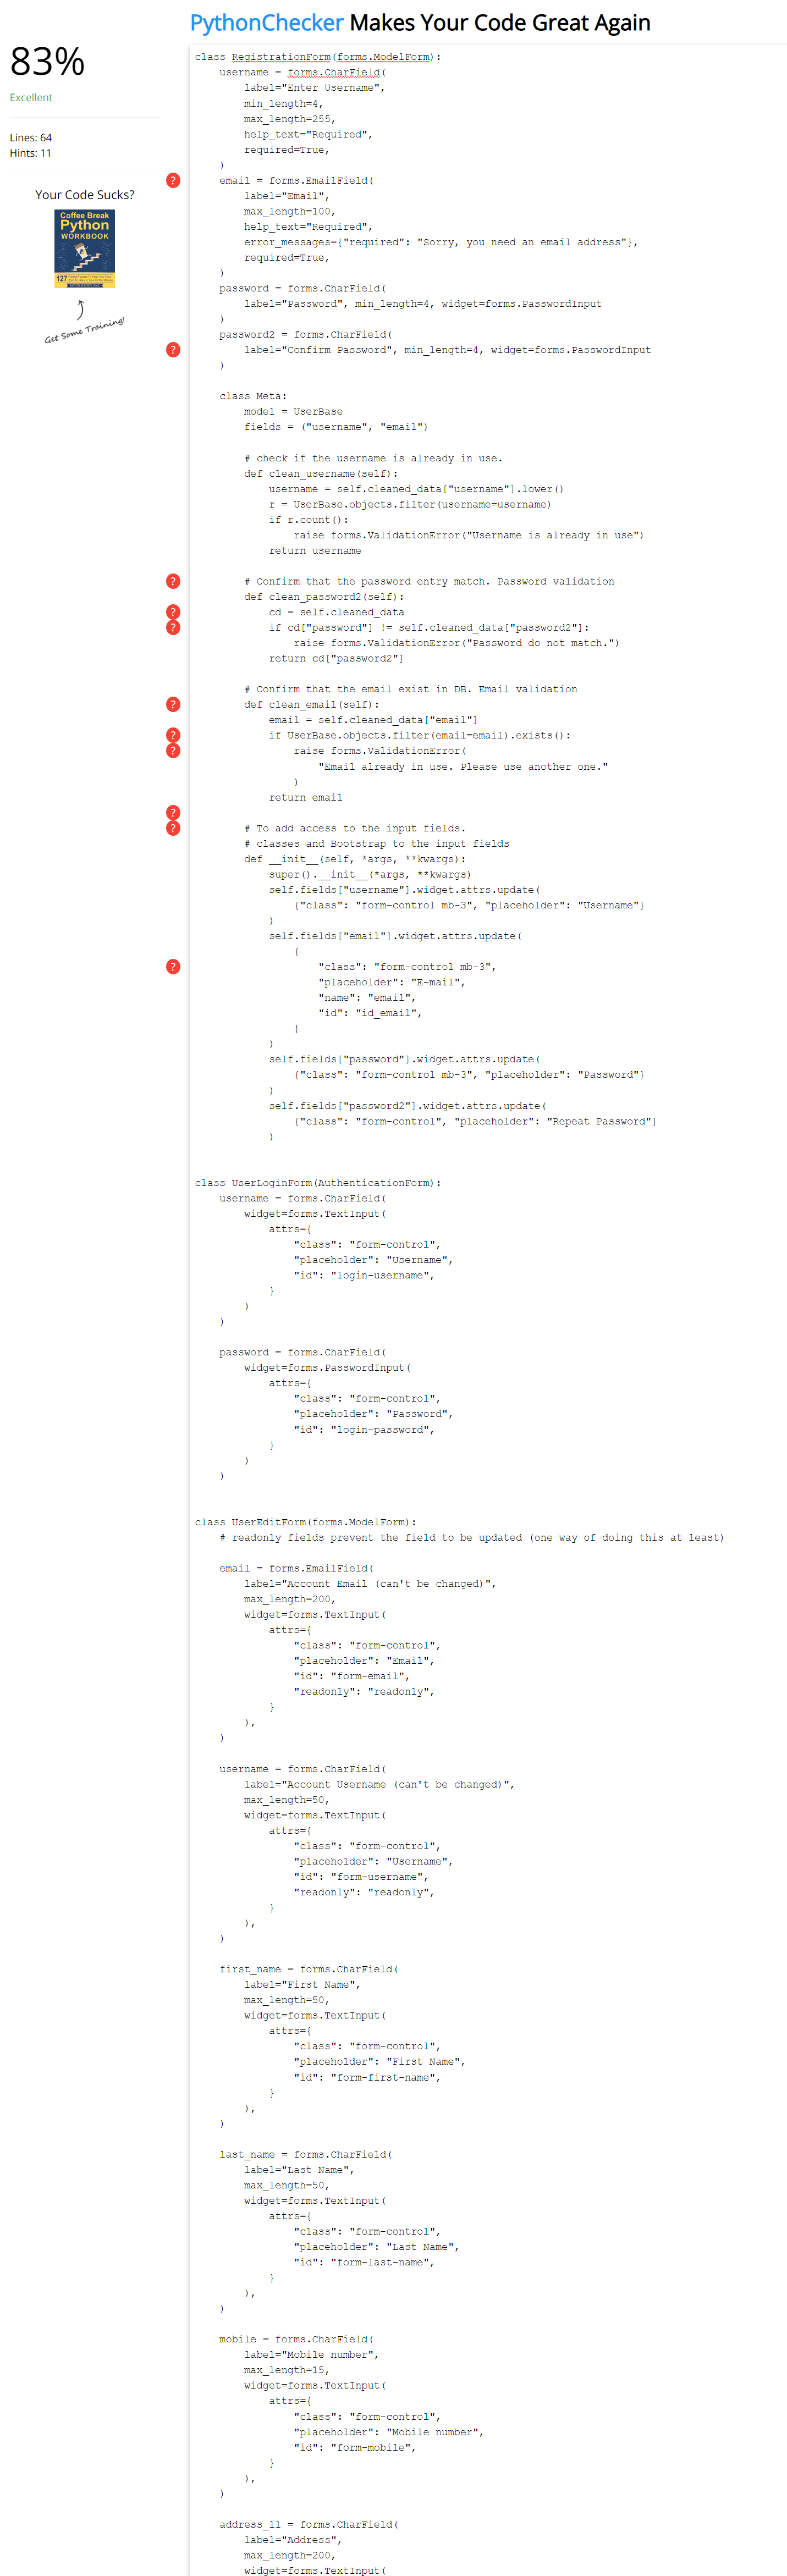 PythonChecker Makes Your Code Great Again
83%
Excellent
Lines: 64
Hints: 11
Your Code Sucks?
Coffee Break
Python
WORKBOOK
127
Get Some Training!
?
?
?
?
?
?
?
?
?
?
?
class RegistrationForm(forms.ModelForm):
    username = forms.CharField(
        label="Enter Username",
        min_length=4,
        max_length=255,
        help_text="Required",
        required=True,
    )
    email = forms.EmailField(
        label="Email",
        max_length=100,
        help_text="Required",
        error_messages={"required": "Sorry, you need an email address"},
        required=True,
    )
    password = forms.CharField(
        label="Password", min_length=4, widget=forms.PasswordInput
    )
    password2 = forms.CharField(
        label="Confirm Password", min_length=4, widget=forms.PasswordInput
    )

    class Meta:
        model = UserBase
        fields = ("username", "email")

        # check if the username is already in use.
        def clean_username(self):
            username = self.cleaned_data["username"].lower()
            r = UserBase.objects.filter(username=username)
            if r.count():
                raise forms.ValidationError("Username is already in use")
            return username

        # Confirm that the password entry match. Password validation
        def clean_password2(self):
            cd = self.cleaned_data
            if cd["password"] != self.cleaned_data["password2"]:
                raise forms.ValidationError("Password do not match.")
            return cd["password2"]

        # Confirm that the email exist in DB. Email validation
        def clean_email(self):
            email = self.cleaned_data["email"]
            if UserBase.objects.filter(email=email).exists():
                raise forms.ValidationError(
                    "Email already in use. Please use another one."
                )
            return email

        # To add access to the input fields.
        # classes and Bootstrap to the input fields
        def __init__(self, *args, **kwargs):
            super().__init__(*args, **kwargs)
            self.fields["username"].widget.attrs.update(
                {"class": "form-control mb-3", "placeholder": "Username"}
            )
            self.fields["email"].widget.attrs.update(
                {
                    "class": "form-control mb-3",
                    "placeholder": "E-mail",
                    "name": "email",
                    "id": "id_email",
                }
            )
            self.fields["password"].widget.attrs.update(
                {"class": "form-control mb-3", "placeholder": "Password"}
            )
            self.fields["password2"].widget.attrs.update(
                {"class": "form-control", "placeholder": "Repeat Password"}
            )


class UserLoginForm(AuthenticationForm):
    username = forms.CharField(
        widget=forms.TextInput(
            attrs={
                "class": "form-control",
                "placeholder": "Username",
                "id": "login-username",
            }
        )
    )

    password = forms.CharField(
        widget=forms.PasswordInput(
            attrs={
                "class": "form-control",
                "placeholder": "Password",
                "id": "login-password",
            }
        )
    )


class UserEditForm(forms.ModelForm):
    # readonly fields prevent the field to be updated (one way of doing this at least)

    email = forms.EmailField(
        label="Account Email (can't be changed)",
        max_length=200,
        widget=forms.TextInput(
            attrs={
                "class": "form-control",
                "placeholder": "Email",
                "id": "form-email",
                "readonly": "readonly",
            }
        ),
    )

    username = forms.CharField(
        label="Account Username (can't be changed)",
        max_length=50,
        widget=forms.TextInput(
            attrs={
                "class": "form-control",
                "placeholder": "Username",
                "id": "form-username",
                "readonly": "readonly",
            }
        ),
    )

    first_name = forms.CharField(
        label="First Name",
        max_length=50,
        widget=forms.TextInput(
            attrs={
                "class": "form-control",
                "placeholder": "First Name",
                "id": "form-first-name",
            }
        ),
    )

    last_name = forms.CharField(
        label="Last Name",
        max_length=50,
        widget=forms.TextInput(
            attrs={
                "class": "form-control",
                "placeholder": "Last Name",
                "id": "form-last-name",
            }
        ),
    )

    mobile = forms.CharField(
        label="Mobile number",
        max_length=15,
        widget=forms.TextInput(
            attrs={
                "class": "form-control",
                "placeholder": "Mobile number",
                "id": "form-mobile",
            }
        ),
    )

    address_l1 = forms.CharField(
        label="Address",
        max_length=200,
        widget=forms.TextInput(